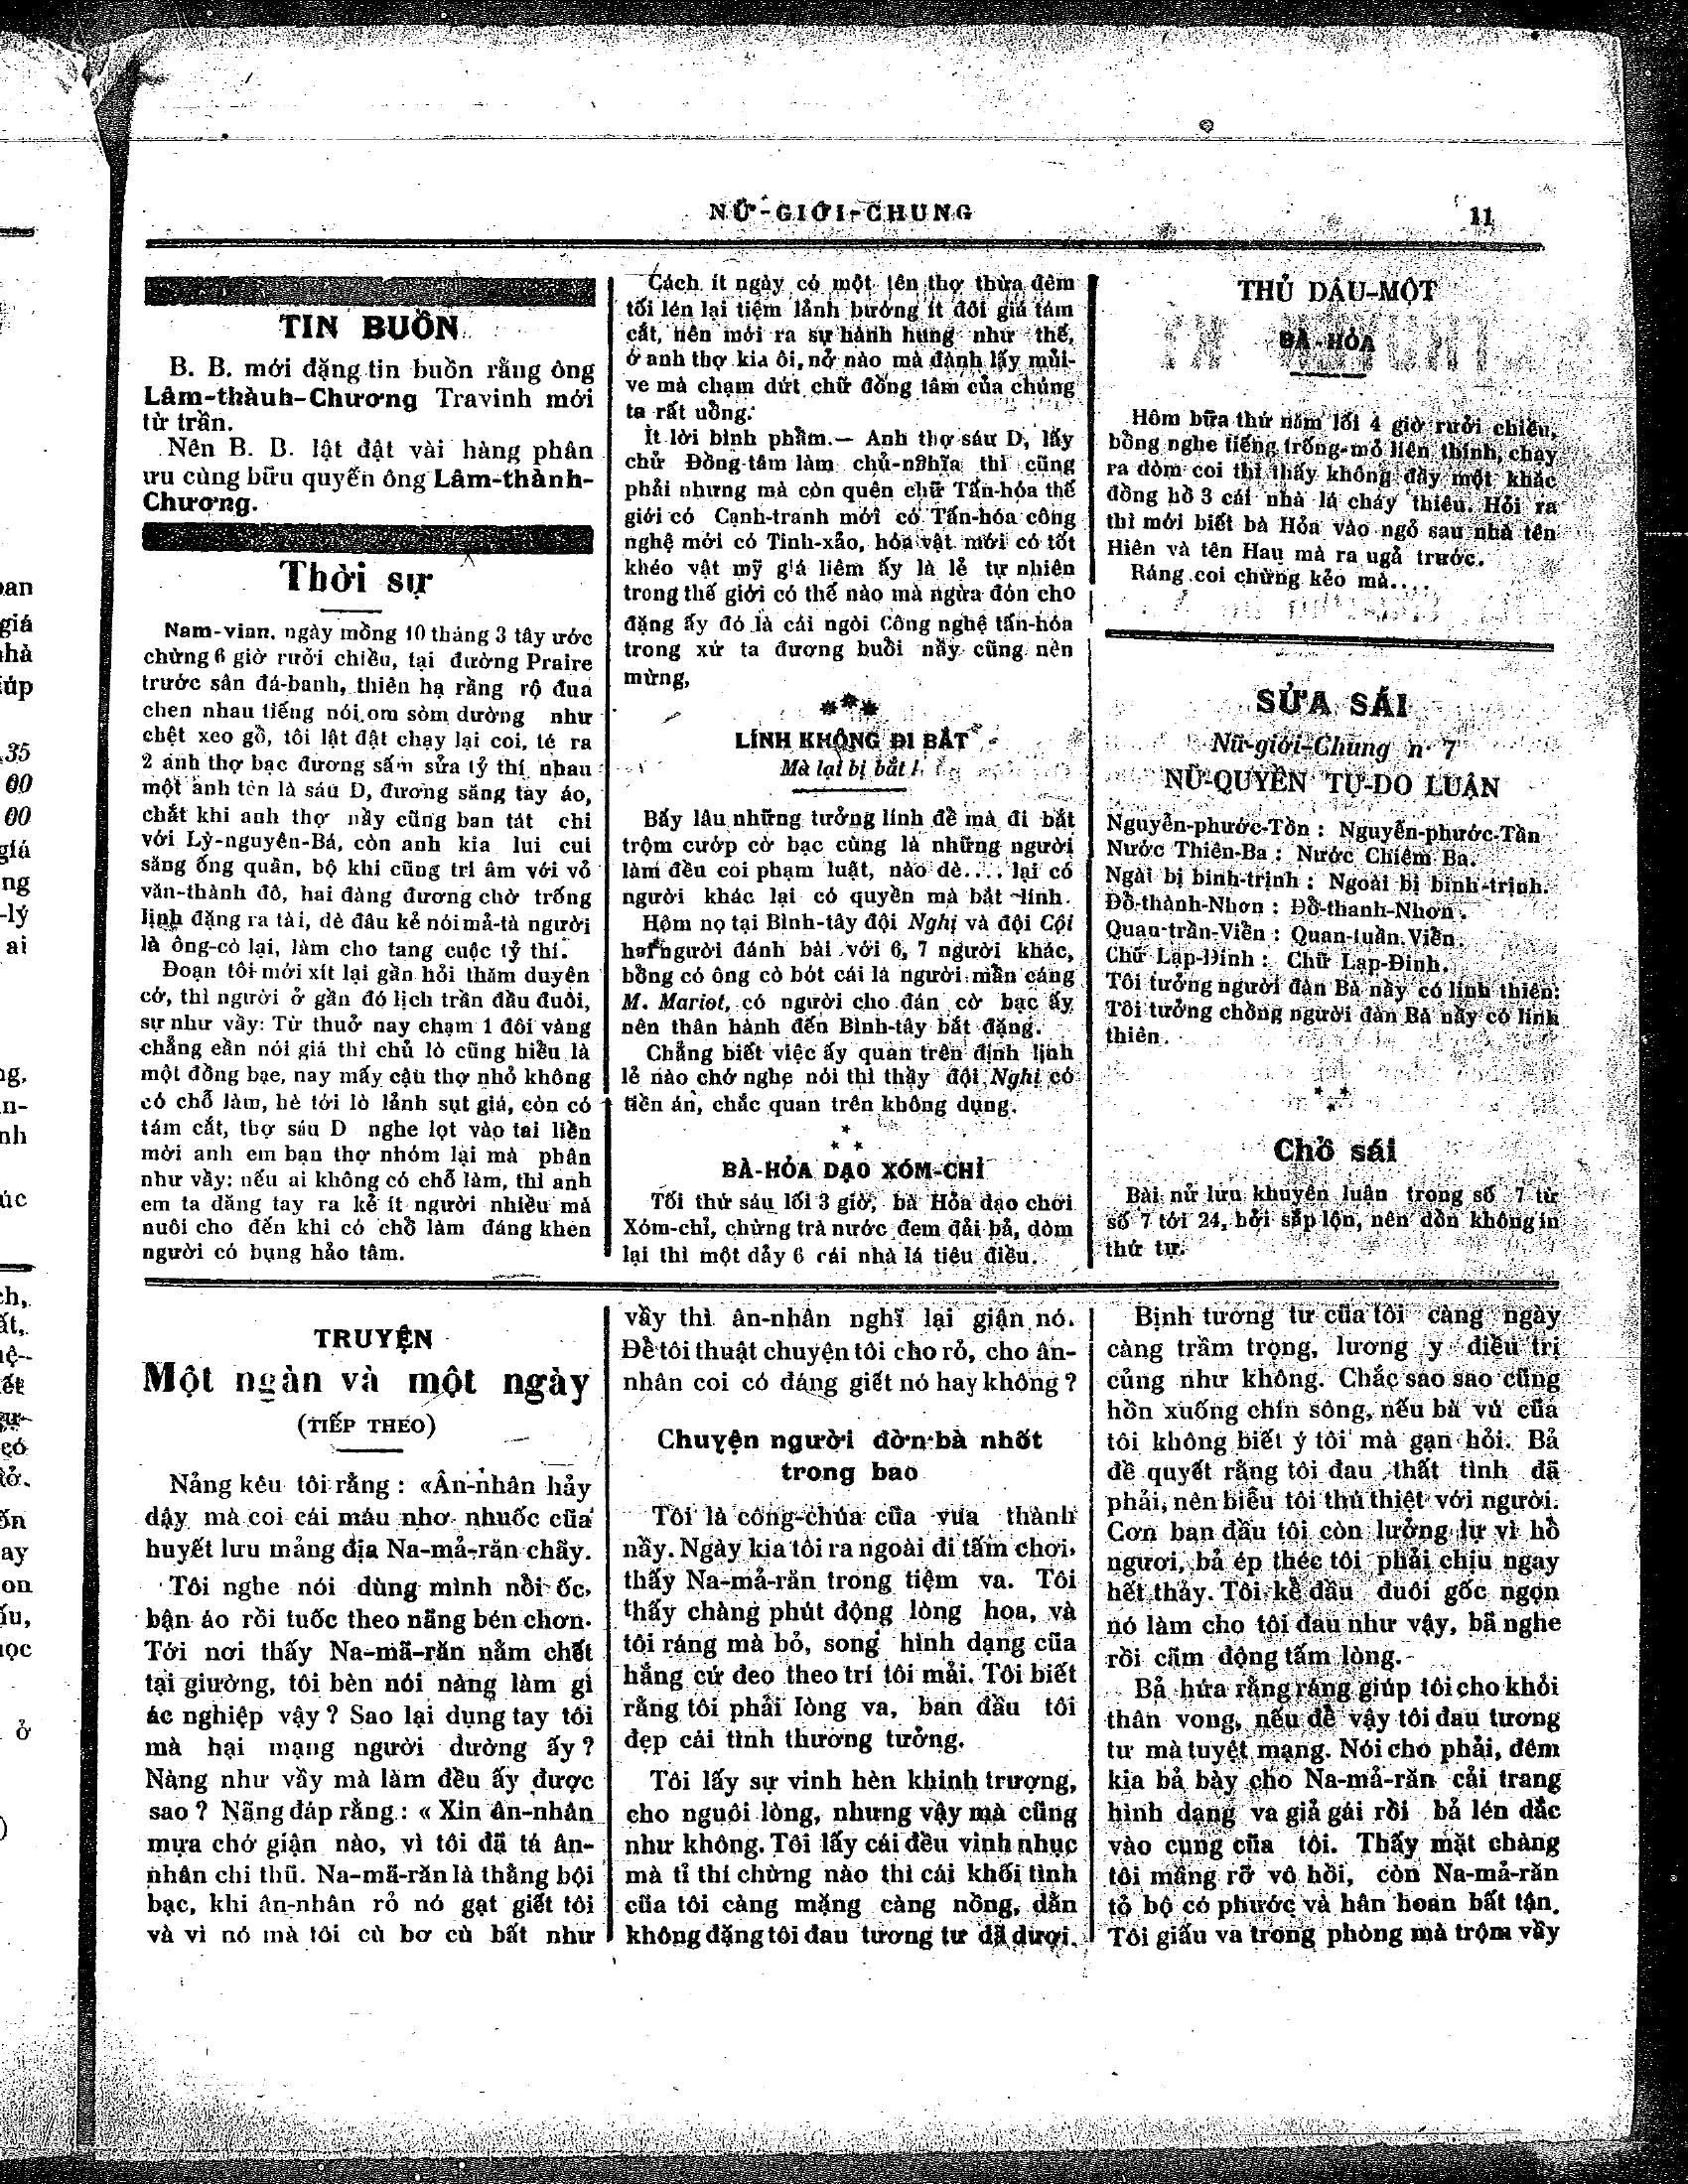 NỮ-GIỚI-CHUNG
11
TIN BUỒN
B. B. mới đặng tin buồn rằng ông
Lâm-thàuh-Chương Travinh mới
từ trần.
Nên B. B. lật đật vài hàng phân
ưu cùng bữu quyến ông Lâm-thành-
Chương.
Thời sự
Nam-vian, ngày mồng 10 tháng 3 tây ước
chừng 6 giờ rưởi chiều, tại đường Praire
trước sân đá-banh, thiên hạ rằng rộ đua
chen nhau tiếng nói om sòm dường như
chệt xeo gỗ, tôi lật đật chạy lại coi, té ra
2 anh thợ bạc đương sấm sửa tỷ thí nhau
một anh tên là sáu D, đương săng tay áo,
chắt khi anh thợ nầy cũng ban tát chi
với Lỳ-nguyên-Bá, còn anh kia lui cui
săng ống quần, bộ khi cũng tri âm với vỏ
văn-thành đô, hai đàng đương chờ trống
lịnh đặng ra tài, dè đâu kẻ nói mả-tà người
là ông-cò lại, làm cho tang cuộc tỷ thí.
Đoạn tôi mới xít lại gần hỏi thăm duyên
cớ, thì người ở gần đó lịch trần đầu đuôi,
sự như vầy: Từ thuở nay chạm 1 đôi vàng
chẳng cần nói giá thì chủ lò cũng hiểu là
một đồng bạc, nay mấy cậu thợ nhỏ không
có chỗ làm, hè tới lò lảnh sụt giá, còn có
tám cắt, thợ sáu D nghe lọt vào tai liền
mời anh em bạn thợ nhóm lại mà phân
như vầy: nếu ai không có chỗ làm, thì anh
em ta dăng tay ra kẻ ít người nhiều mà
nuôi cho đến khi có chỗ làm đáng khen
người có bụng hảo tâm.
Cách ít ngày có một tên thợ thừa đêm
tối lén lại tiệm lảnh bướng ít đôi giá tám
cắt, nên mới ra sự hành hung như thế,
ở anh thợ kia ôi, nở nào mà đành lấy mủi-
ve mà chạm dứt chữ đồng tâm của chúng
ta rất uổng.
Ít lời bình phẩm.— Anh thợ sáu D, lấy
chử Đồng-tâm làm chủ-nghĩa thì cũng
phải nhưng mà còn quên chữ Tấn-hóa thế
giới có Cạnh-tranh mới có Tấn-hóa công
nghệ mới có Tinh-xảo, hóa vật mới có tốt
khéo vật mỹ giá liêm ấy là lẻ tự nhiên
trong thế giới có thế nào mà ngừa đón cho
đặng ấy đó là cái ngòi Công nghệ tấn-hóa
trong xứ ta đương buổi nầy cũng nên
mừng,
LÍNH KHÔNG ĐI BẮT
Mà lại bị bắt !
Bấy lâu những tưởng lính đề mà đi bắt
trộm cướp cờ bạc cùng là những người
làm đều coi phạm luật, nào dè.... lại có
người khác lại có quyền mà bắt lính.
Hôm nọ tại Bình-tây đội Nghị và đội Cội
hai người đánh bài với 6, 7 người khác,
bỗng có ông cò bót cái là người mần cáng
M. Mariot, có người cho đán cờ bạc ấy
nên thân hành đến Bình-tây bắt đặng.
Chẳng biết việc ấy quan trên định lịnh
lẻ nào chớ nghe nói thì thầy đội Nghị có
tiền án, chắc quan trên không dụng.
BÀ-HỎA DẠO XÓM-CHỈ
Tối thứ sáu lối 3 giờ, bà Hỏa dạo chơi
Xóm-chỉ, chừng trà nước đem đải bả, dòm
lại thì một dẫy 6 cái nhà lá tiêu điều.
THỦ DẦU-MỘT
BÀ-HỎA
Hôm bữa thứ năm lối 4 giờ rưởi chiều,
bỗng nghe tiếng trống-mỏ liên thính, chạy
ra dòm coi thì thấy không đầy một khắc
đồng hồ 3 cái nhà lá cháy thiêu. Hỏi ra
thì mới biết bà Hỏa vào ngỏ sau nhà tên
Hiên và tên Hau mà ra ugả trước.
Ráng coi chừng kẻo mà....
SỬA SÁI
Nữ-giới-Chung n° 7
NỮ-QUYỀN TỰ-DO LUẬN
Nguyễn-phước-Tồn : Nguyễn-phước-Tần
Nước Thiên-Ba : Nước Chiêm Ba.
Ngài bị binh-trịnh : Ngoài bị binh-trịnh.
Đồ-thành-Nhơn : Đỗ-thanh-Nhơn.
Quan-trần-Viền : Quan-tuần Viền.
Chữ Lạp-Đinh : Chữ Lạp-Đinh.
Tôi tưởng người đàn Bà nầy có linh thiên:
Tôi tưởng chồng người đàn Bà nầy có linh
thiên.
Chổ sái
Bài nử lưu khuyên luận trong số 7 từ
số 7 tới 24, bởi sắp lộn, nên dồn không in
thứ tự.
TRUYỆN
Một ngàn và một ngày
(TIẾP THEO)
Nảng kêu tôi rằng : «Ân-nhân hảy
dậy mà coi cái máu nhơ nhuốc của
huyết lưu mảng địa Na-mả-răn chãy.
Tôi nghe nói dùng mình nồi ốc,
bận áo rồi tuốc theo nãng bén chơn.
Tới nơi thấy Na-mã-răn nằm chết
tại giường, tôi bèn nói nàng làm gì
ác nghiệp vậy ? Sao lại dụng tay tôi
mà hại mạng người dường ấy ?
Nàng như vầy mà làm đều ấy được
sao ? Nãng đáp rằng : « Xin ân-nhân
mựa chớ giận nào, vì tôi đã tá ân-
nhân chi thũ. Na-mã-răn là thằng bội
bạc, khi ân-nhân rỏ nó gạt giết tôi
và vì nó mà tôi cù bơ cù bất như
vầy thì ân-nhân nghĩ lại giận nó.
Để tôi thuật chuyện tôi cho rỏ, cho ân-
nhân coi có đáng giết nó hay không ?
Chuyện người đờn-bà nhốt
trong bao
Tôi là công-chúa cũa vua thành
nầy. Ngày kia tôi ra ngoài đi tấm chơi,
thấy Na-mả-răn trong tiệm va. Tôi
thấy chàng phút động lòng hoa, và
tôi ráng mà bỏ, song hình dạng cũa
hắng cứ đeo theo trí tôi mải. Tôi biết
rằng tôi phải lòng va, ban đầu tôi
đẹp cái tình thương tưởng.
Tôi lấy sự vinh hèn khinh trượng,
cho nguôi lòng, nhưng vậy mà cũng
như không. Tôi lấy cái đều vinh nhục
mà tỉ thí chừng nào thì cái khối tình
cũa tôi càng mặng càng nồng, dằn
không đặng tôi đau tương tư đã dượi.
Bịnh tương tư của tôi càng ngày
càng trầm trọng, lương y điều trị
củng như không. Chắc sao sao cũng
hồn xuống chín sông, nếu bà vú cũa
tôi không biết ý tôi mà gạn hỏi. Bả
đề quyết rằng tôi đau thất tình đã
phải, nên biễu tôi thú thiệt với người.
Cơn ban đầu tôi còn lưởng lự vì hồ
ngươi, bả ép théc tôi phải chịu ngay
hết thảy. Tôi kề đầu đuôi gốc ngọn
nó làm cho tôi đau như vậy, bã nghe
rồi cãm động tấm lòng.
Bả hứa rằng ráng giúp tôi cho khỏi
thân vong, nếu đề vậy tôi đau tương
tư mà tuyệt mạng. Nói cho phải, đêm
kia bả bày cho Na-mả-răn cải trang
hình dạng va giả gái rồi bả lén dắc
vào cung cũa tôi. Thấy mặt chàng
tôi mầng rỡ vô hồi, còn Na-mả-răn
tỏ bộ có phước và hân hoan bất tận.
Tôi giấu va trong phòng mà trộm vầy